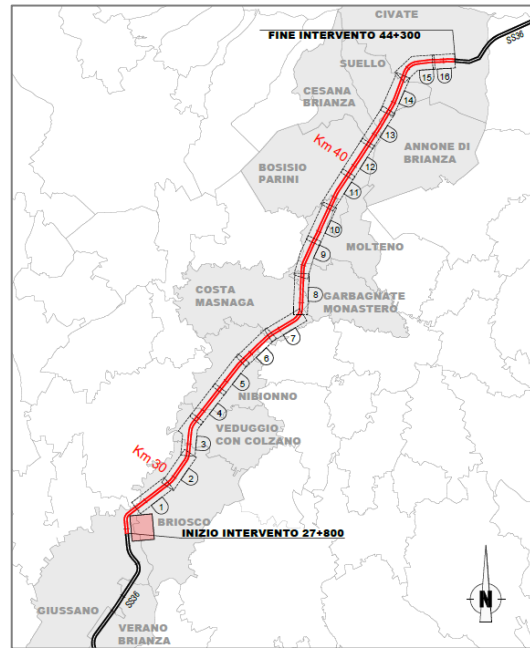 CIVATE
FINE INTERVENTO 44+300
SS36
SUELLO
15
16
CESANA
BRIANZA
14
13
Km 40
ANNONE DI
BRIANZA
12
BOSISIO
PARINI
11
10
MOLTENO
9
COSTA
MASNAGA
8
GARBAGNATE
MONASTERO
7
6
5
NIBIONNO
4
VEDUGGIO
CON COLZANO
3
Km 30
2
1
BRIOSCO
INIZIO INTERVENTO 27+800
SS36
GIUSSANO
N
VERANO
BRIANZA